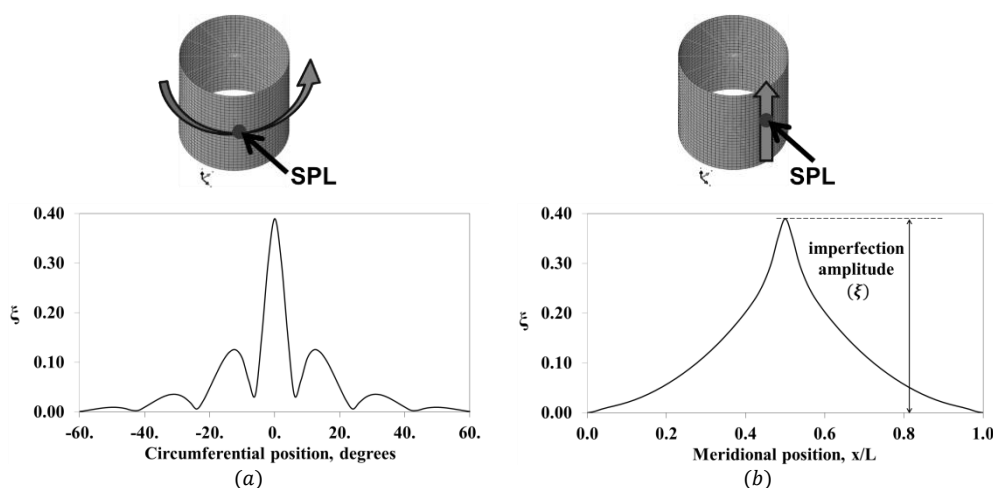 SPL
SPL
0.40
0.30
0.20
0.10
0.00
ξ
-60. -40. -20. 0. 20. 40. 60.
Circumferential position, degrees
(a)
0.40
0.30
0.20
0.10
0.00
ξ
imperfection
amplitude
(ξ)
0.0 0.2 0.4 0.6 0.8 1.0
Meridional position, x/L
(b)